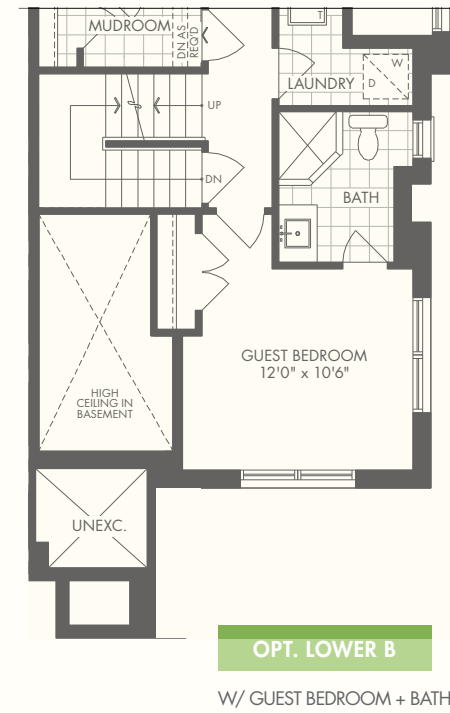 T
MUDROOM
DN AS
REQ'D
W
D
LAUNDRY
UP
DN
BATH
GUEST BEDROOM
12'0" x 10'6"
HIGH
CEILING IN
BASEMENT
UNEXC.
OPT. LOWER B
W/ GUEST BEDROOM + BATH